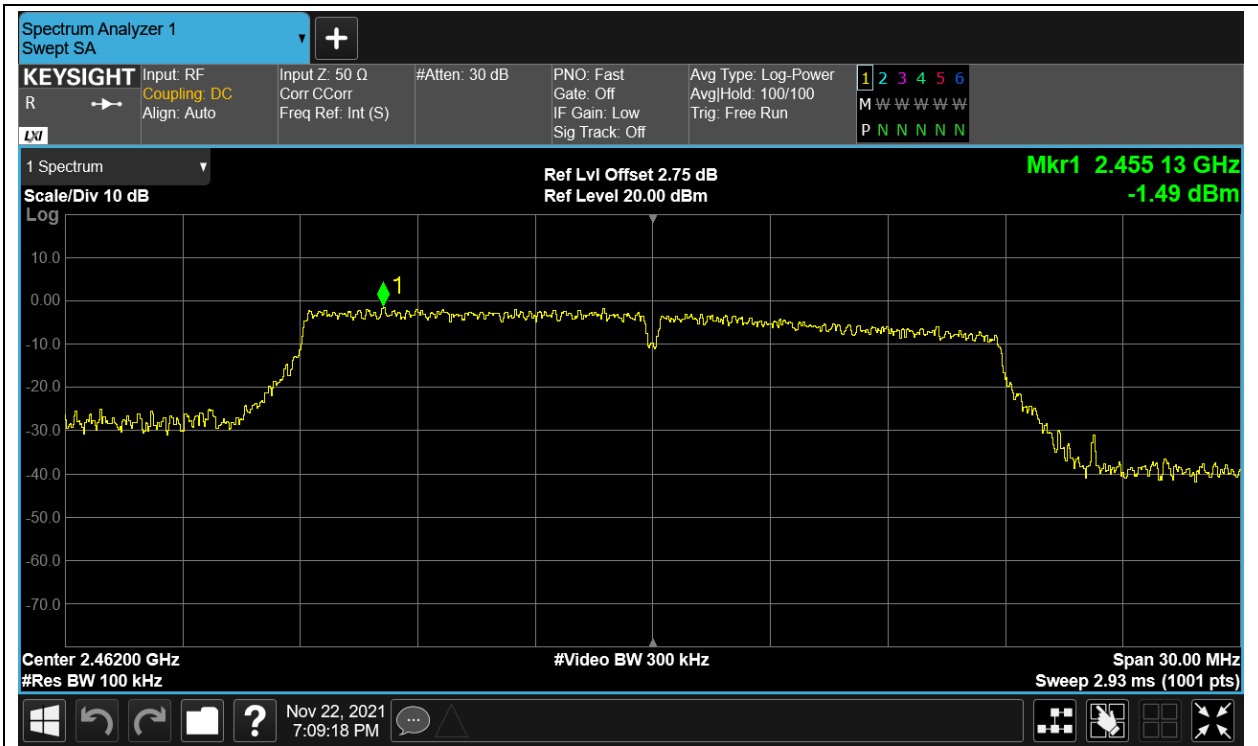 Spectrum Analyzer 1
Swept SA
KEYSIGHT
R
LXI
Input: RF
Coupling: DC
Align: Auto
Input Z: 50 Ω
Corr CCorr
Freq Ref: Int (S)
#Atten: 30 dB
PNO: Fast
Gate: Off
IF Gain: Low
Sig Track: Off
Avg Type: Log-Power
Avg|Hold: 100/100
Trig: Free Run
1 2 3 4 5 6
M W W W W W
P N N N N N
1 Spectrum
Scale/Div 10 dB
Log
Ref Lvl Offset 2.75 dB
Ref Level 20.00 dBm
Mkr1 2.455 13 GHz
-1.49 dBm
10.0
0.00
-10.0
-20.0
-30.0
-40.0
-50.0
-60.0
-70.0
1
Center 2.46200 GHz
#Res BW 100 kHz
#Video BW 300 kHz
Span 30.00 MHz
Sweep 2.93 ms (1001 pts)
?
Nov 22, 2021
7:09:18 PM